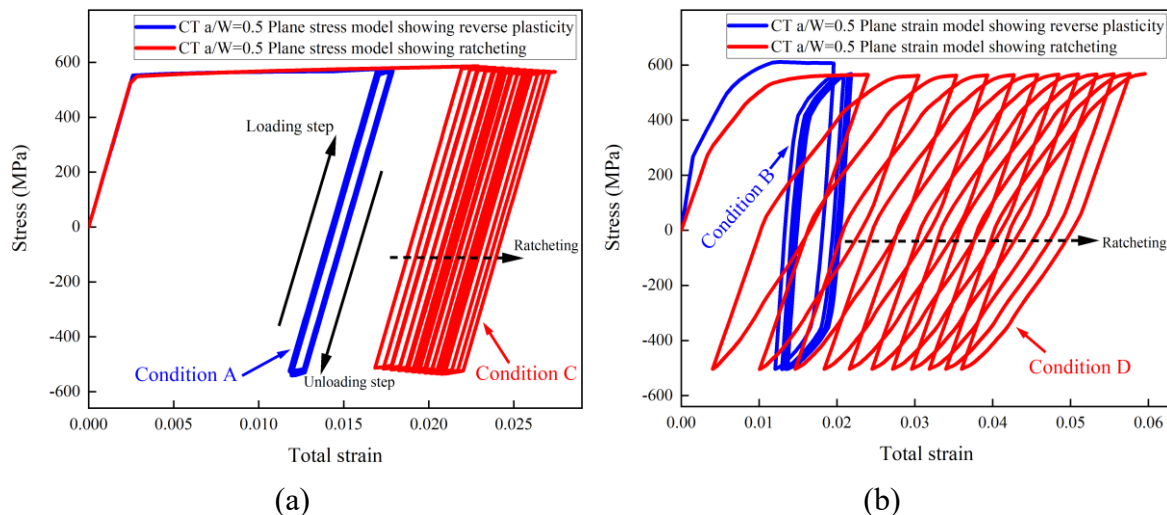 CT a/W=0.5 Plane stress model showing reverse plasticity
CT a/W=0.5 Plane stress model showing ratcheting
600
400
200
0
-200
-400
-600
Stress (MPa)
Loading step
Ratcheting
Condition A
Unloading step
Condition C
0.000 0.005 0.010 0.015 0.020 0.025
Total strain
(a)
CT a/W=0.5 Plane strain model showing reverse plasticity
CT a/W=0.5 Plane strain model showing ratcheting
600
400
200
0
-200
-400
-600
Stress (MPa)
Condition B
Ratcheting
Condition D
0.00 0.01 0.02 0.03 0.04 0.05 0.06
Total strain
(b)